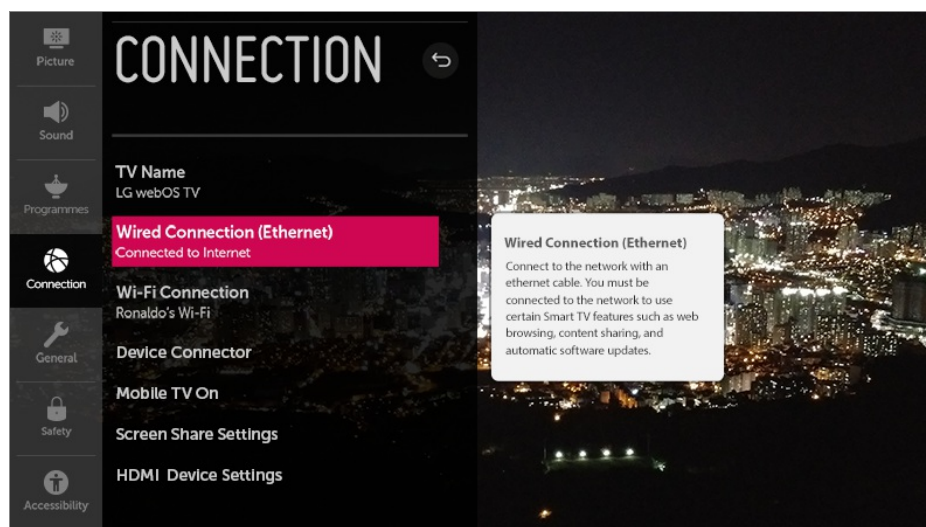 Picture
Sound
Programmes
Connection
General
Safety
Accessibility
CONNECTION
TV Name
LG webOS TV
Wired Connection (Ethernet)
Connected to Internet
Wi-Fi Connection
Ronaldo's Wi-Fi
Device Connector
Mobile TV On
Screen Share Settings
HDMI Device Settings
Wired Connection (Ethernet)
Connect to the network with an
ethernet cable. You must be
connected to the network to use
certain Smart TV features such as web
browsing, content sharing, and
automatic software updates.